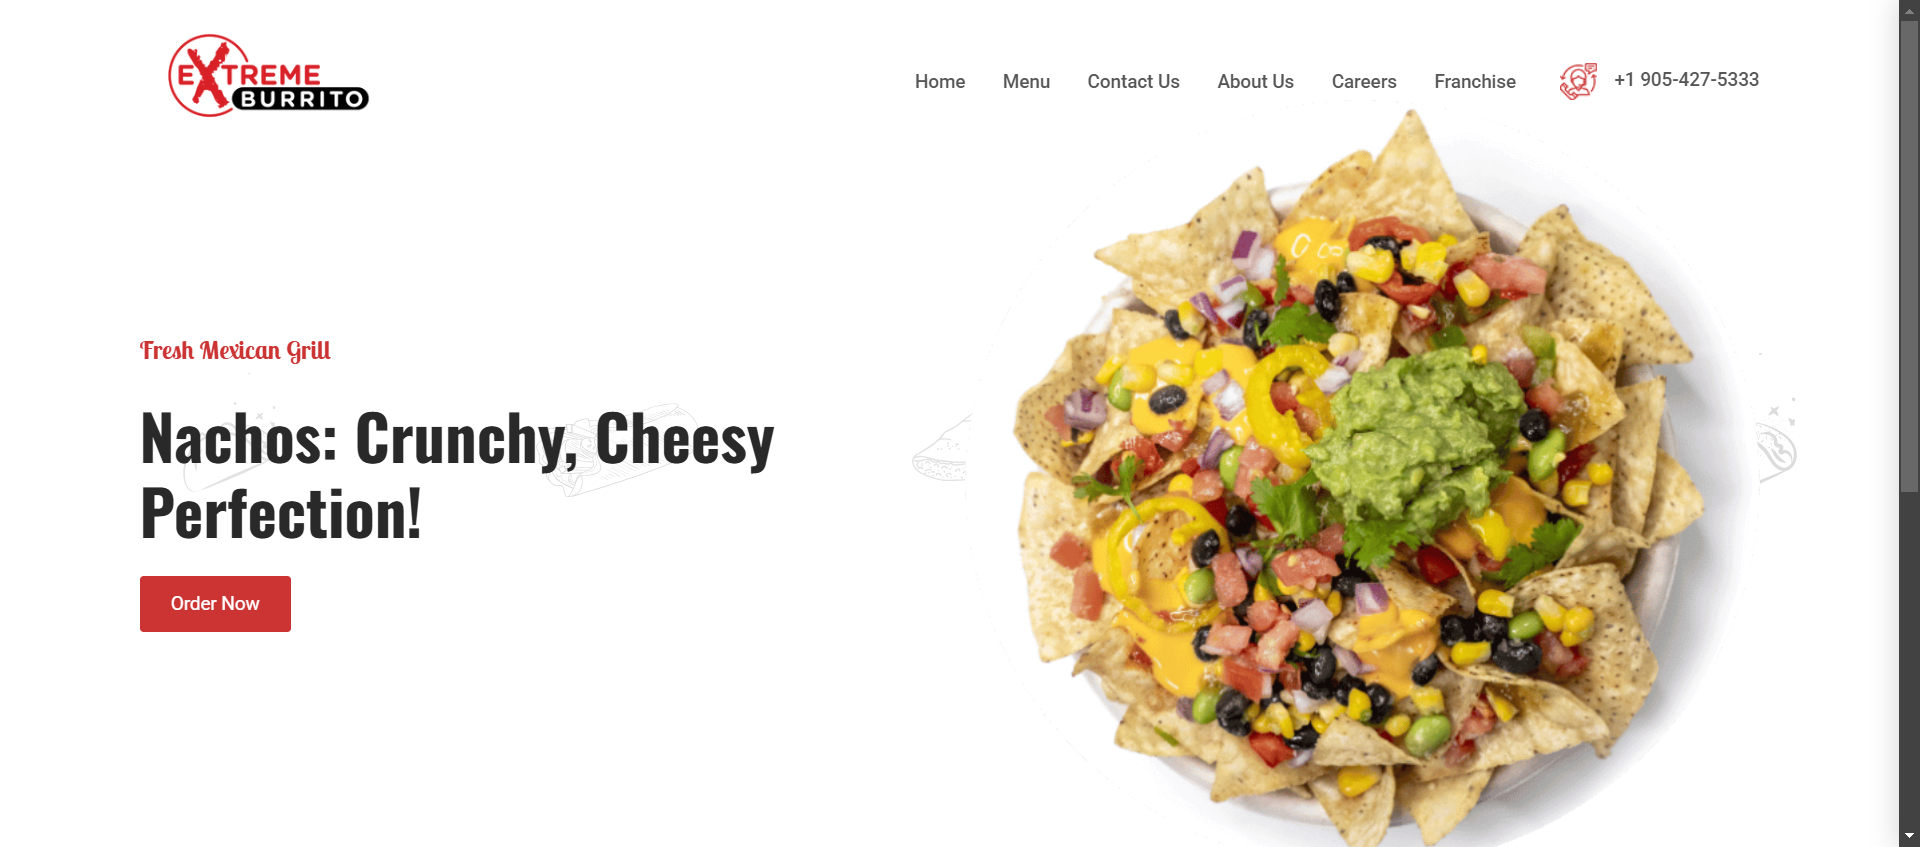 EXTREME
BURRITO
Home Menu Contact Us About Us Careers Franchise +1 905-427-5333
Fresh Mexican Grill
Nachos: Crunchy, Cheesy
Perfection!
Order Now